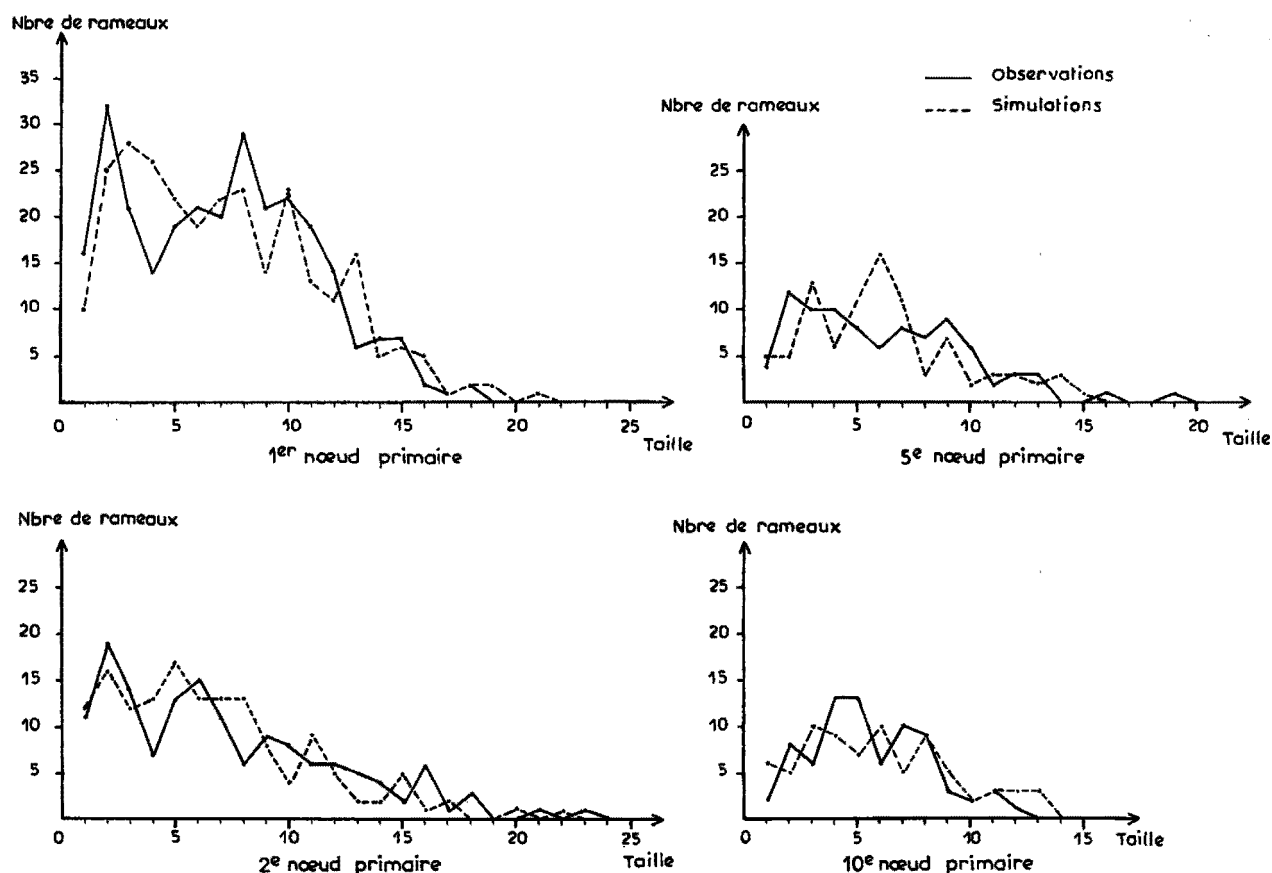 Nbre de rameaux
35
30
25
20
15
10
5
0 5 10 15 20 25
Taille
1er nœud primaire
Observations
Simulations
Nbre de rameaux
25
20
15
10
5
0 5 10 15 20
Taille
5e nœud primaire
Nbre de rameaux
25
20
15
10
5
0 5 10 15 20 25
Taille
2e nœud primaire
Nbre de rameaux
25
20
15
10
5
0 5 10 15
Taille
10e nœud primaire